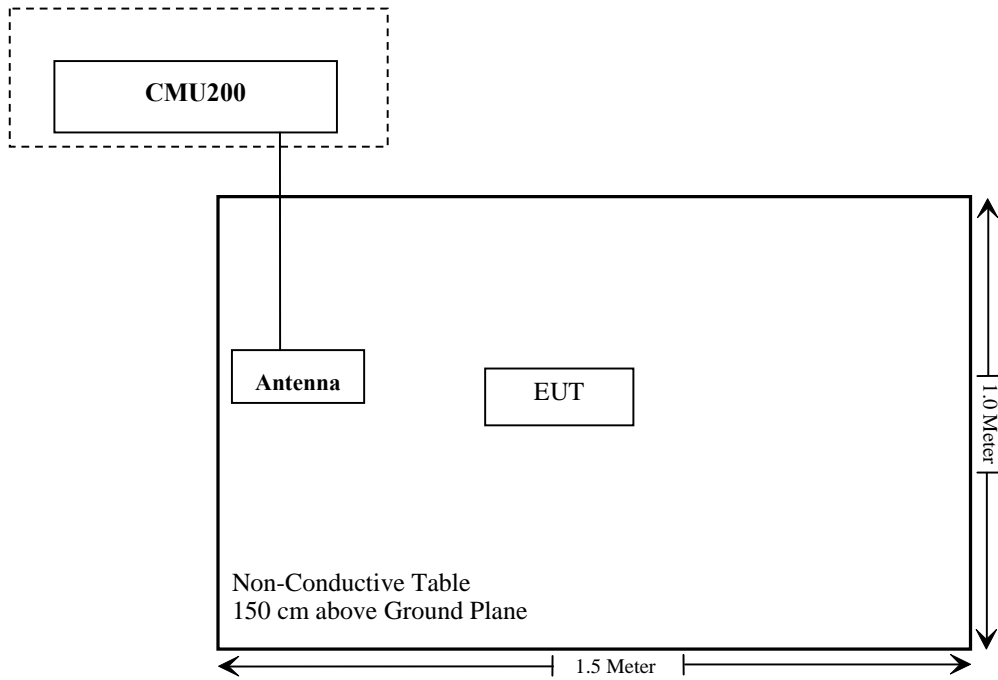 CMU200
Antenna
EUT
1.0 Meter
Non-Conductive Table
150 cm above Ground Plane
1.5 Meter